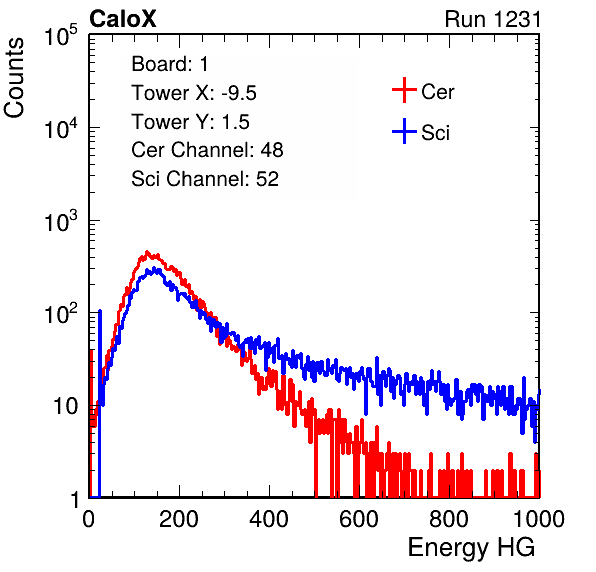 CaloX Run 1231
Counts
Board: 1
Tower X: -9.5
Tower Y: 1.5
Cer Channel: 48
Sci Channel: 52
Cer
Sci
10^5
10^4
10^3
10^2
10
1
0 200 400 600 800 1000
Energy HG